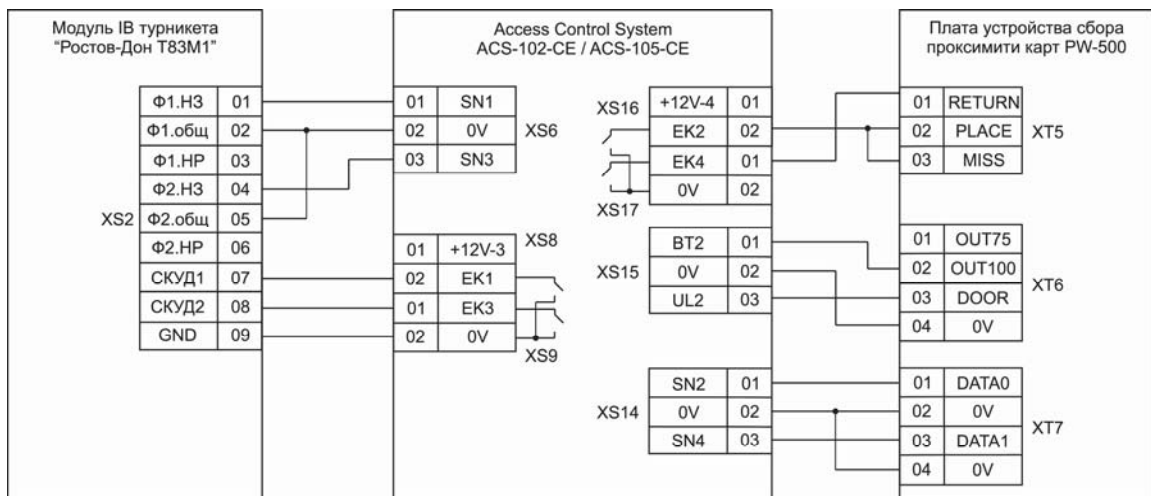 Модуль IB турникета
“Ростов-Дон Т83М1”
Access Control System
ACS-102-CE / ACS-105-CE
Плата устройства сбора
проксимити карт PW-500
XS2
Ф1.НЗ 01
Ф1.общ 02
Ф1.НР 03
Ф2.НЗ 04
Ф2.общ 05
Ф2.НР 06
СКУД1 07
СКУД2 08
GND 09
XS6
01 SN1
02 0V
03 SN3
XS8
01 +12V-3
02 EK1
01 EK3
02 0V
XS9
XS16
+12V-4 01
EK2 02
EK4 01
0V 02
XS17
XS15
BT2 01
0V 02
UL2 03
XS14
SN2 01
0V 02
SN4 03
01 RETURN
02 PLACE
03 MISS
XT5
01 OUT75
02 OUT100
03 DOOR
04 0V
XT6
01 DATA0
02 0V
03 DATA1
04 0V
XT7